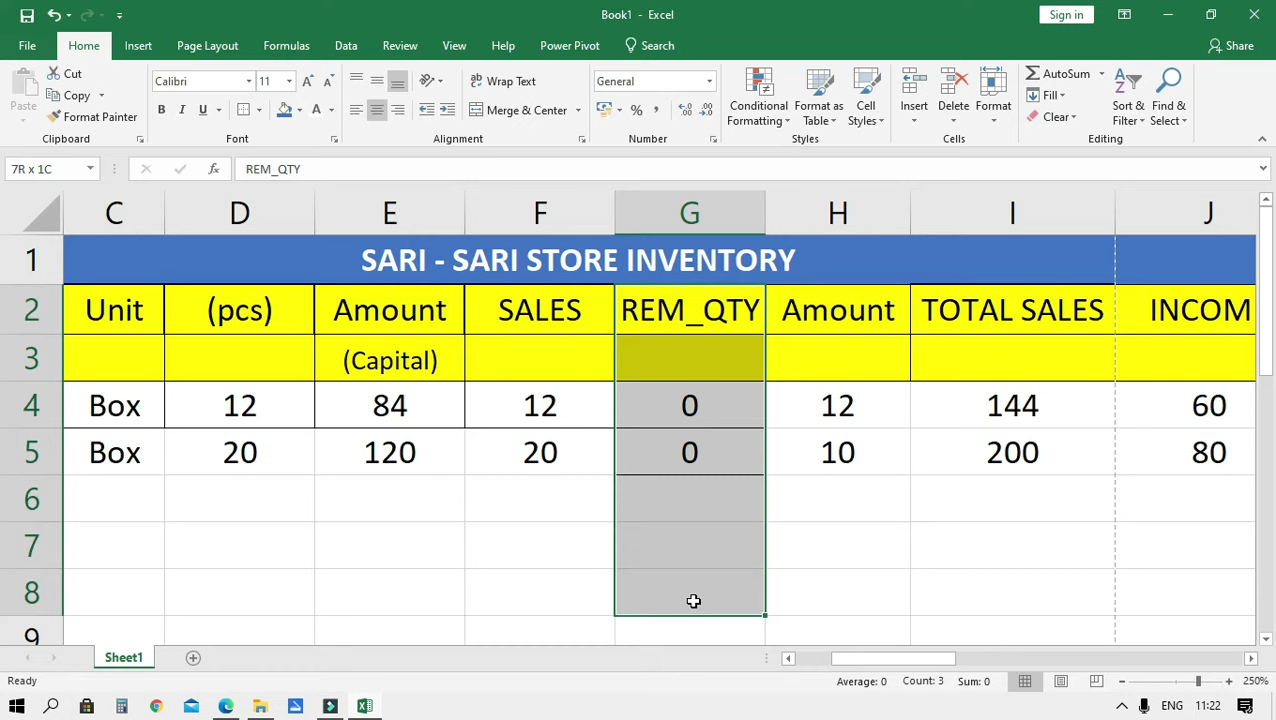 Book1 - Excel
Sign in
File Home Insert Page Layout Formulas Data Review View Help Power Pivot Search Share
Paste
Cut
Copy
Format Painter
Clipboard
Calibri 11
B I U
Font
Wrap Text
Merge & Center
Alignment
General
Number
Conditional Formatting
Format as Table
Cell Styles
Styles
Insert Delete Format
Cells
AutoSum
Fill
Clear
Sort & Filter
Find & Select
Editing
7R x 1C fx REM_QTY
C D E F G H I J
1 SARI - SARI STORE INVENTORY
2 Unit (pcs) Amount SALES REM_QTY Amount TOTAL SALES INCOM
3 (Capital)
4 Box 12 84 12 0 12 144 60
5 Box 20 120 20 0 10 200 80
6
7
8
9
Sheet1
Ready Average: 0 Count: 3 Sum: 0 250%
ENG 11:22